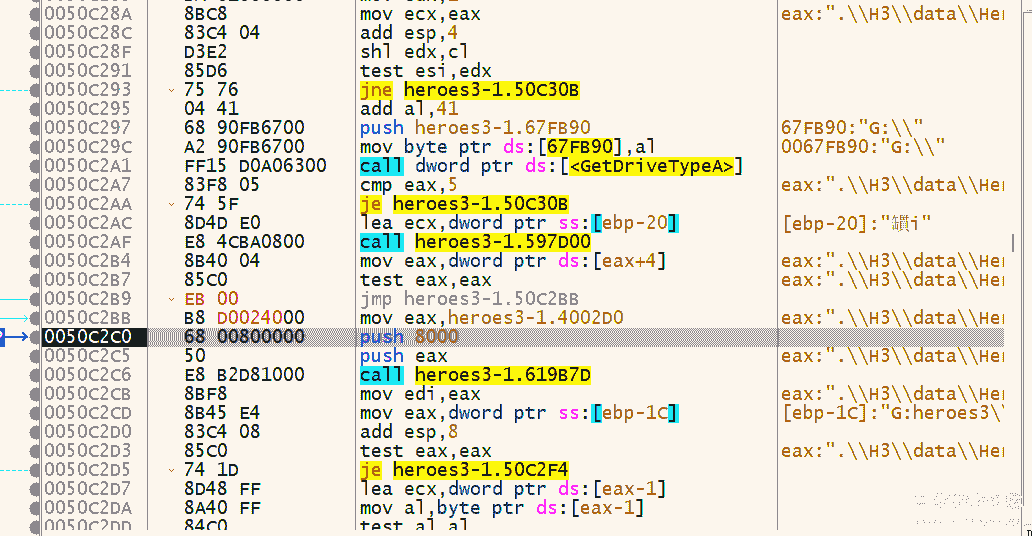 0050C28A 8BC8 mov ecx,eax eax:".\\H3\\data\\Her
0050C28C 83C4 04 add esp,4
0050C28F D3E2 shl edx,cl
0050C291 85D6 test esi,edx
0050C293 75 76 jne heroes3-1.50C30B
0050C295 04 41 add al,41
0050C297 68 90FB6700 push heroes3-1.67FB90 67FB90:"G:\\"
0050C29C A2 90FB6700 mov byte ptr ds:[67FB90],al 0067FB90:"G:\\"
0050C2A1 FF15 D0A06300 call dword ptr ds:[<GetDriveTypeA>]
0050C2A7 83F8 05 cmp eax,5 eax:".\\H3\\data\\Her
0050C2AA 74 5F je heroes3-1.50C30B
0050C2AC 8D4D E0 lea ecx,dword ptr ss:[ebp-20] [ebp-20]:"鑜i"
0050C2AF E8 4CBA0800 call heroes3-1.597D00
0050C2B4 8B40 04 mov eax,dword ptr ds:[eax+4] eax:".\\H3\\data\\Her
0050C2B7 85C0 test eax,eax eax:".\\H3\\data\\Her
0050C2B9 EB 00 jmp heroes3-1.50C2BB
0050C2BB B8 D0024000 mov eax,heroes3-1.4002D0 eax:".\\H3\\data\\Her
0050C2C0 68 00800000 push 8000
0050C2C5 50 push eax eax:".\\H3\\data\\Her
0050C2C6 E8 B2D81000 call heroes3-1.619B7D
0050C2CB 8BF8 mov edi,eax eax:".\\H3\\data\\Her
0050C2CD 8B45 E4 mov eax,dword ptr ss:[ebp-1C] [ebp-1C]:"G:heroes3\
0050C2D0 83C4 08 add esp,8
0050C2D3 85C0 test eax,eax eax:".\\H3\\data\\Her
0050C2D5 74 1D je heroes3-1.50C2F4
0050C2D7 8D48 FF lea ecx,dword ptr ds:[eax-1]
0050C2DA 8A40 FF mov al,byte ptr ds:[eax-1]
0050C2DD 84C0 test al,al